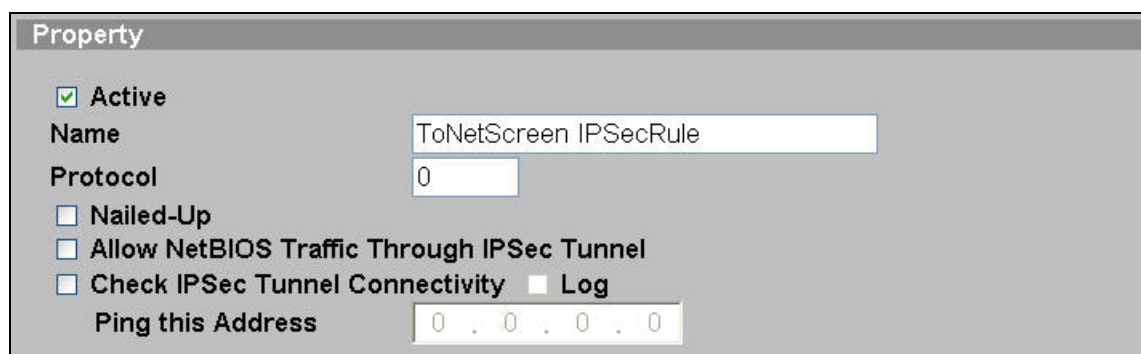 Property
Active
Name ToNetScreen IPSecRule
Protocol 0
Nailed-Up
Allow NetBIOS Traffic Through IPSec Tunnel
Check IPSec Tunnel Connectivity Log
Ping this Address 0 . 0 . 0 . 0